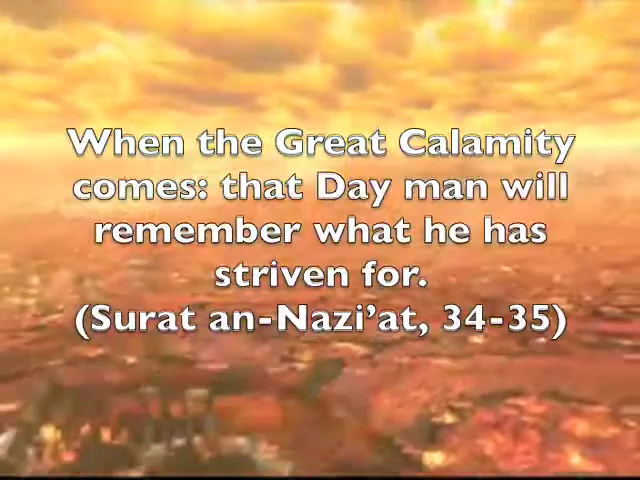 When the Great Calamity
comes: that Day man will
remember what he has
striven for.
(Surat an-Nazi’at, 34-35)